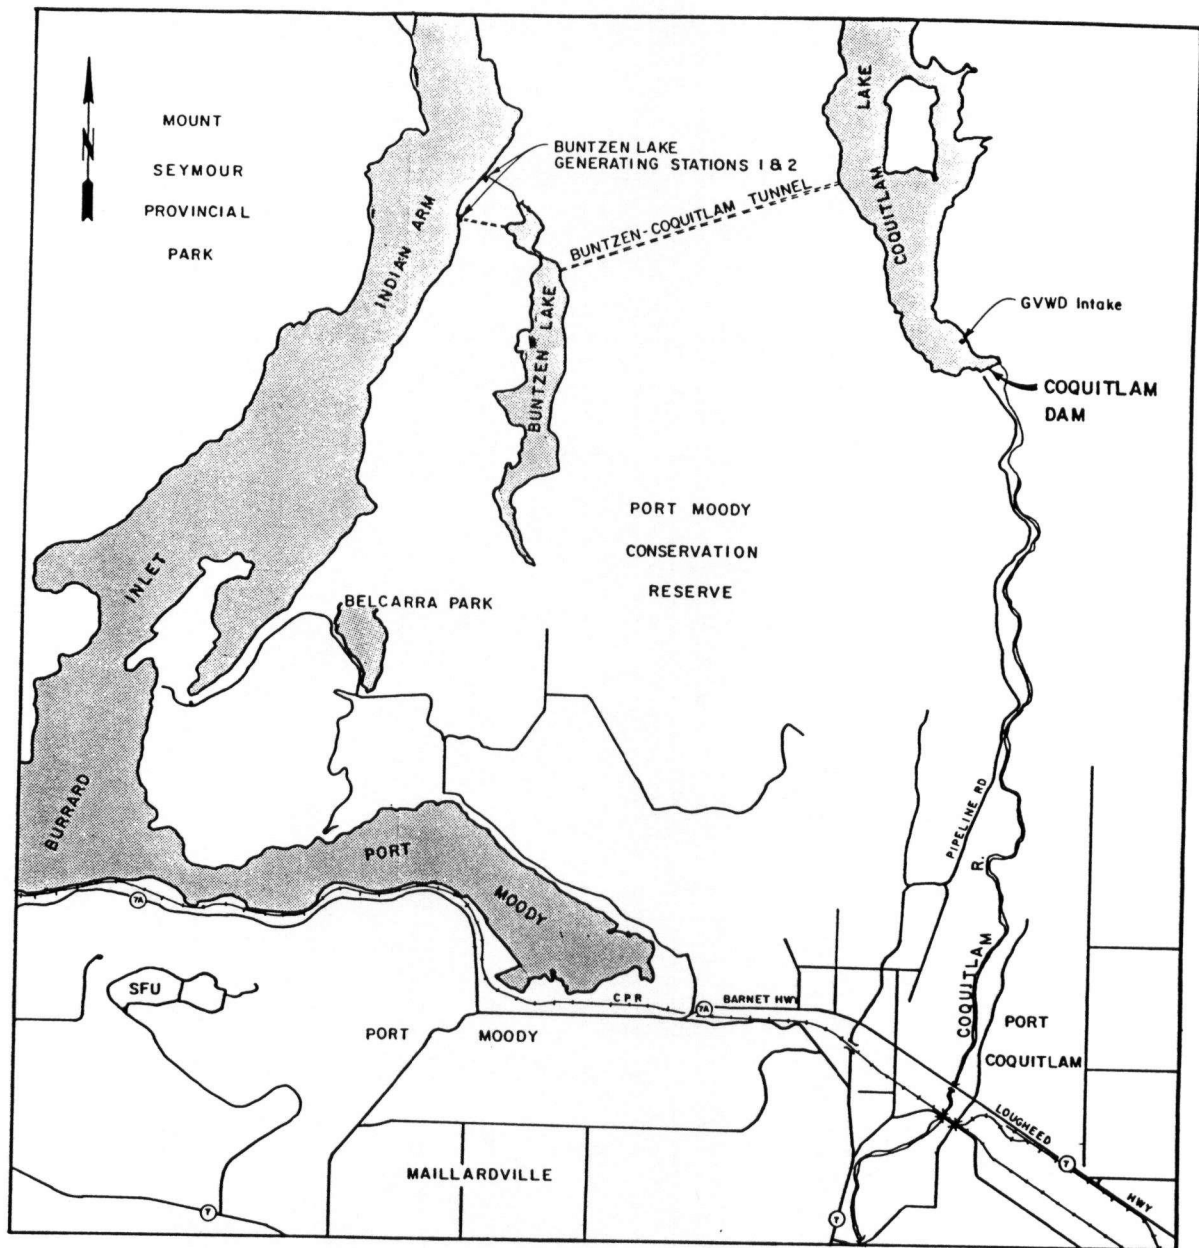 N
MOUNT
SEYMOUR
PROVINCIAL
PARK
BUNTZEN LAKE
GENERATING STATIONS 1 & 2
INDIAN ARM
BUNTZEN-COQUITLAM TUNNEL
COQUITLAM LAKE
GVWD Intake
COQUITLAM
DAM
BUNTZEN LAKE
PORT MOODY
CONSERVATION
RESERVE
BURRARD INLET
BELCARRA PARK
PIPELINE RD
PORT MOODY
COQUITLAM R.
7A
SFU
CPR
7A
BARNET HWY
PORT MOODY
PORT
COQUITLAM
LOUGHEED HWY
7
MAILLARDVILLE
7
7